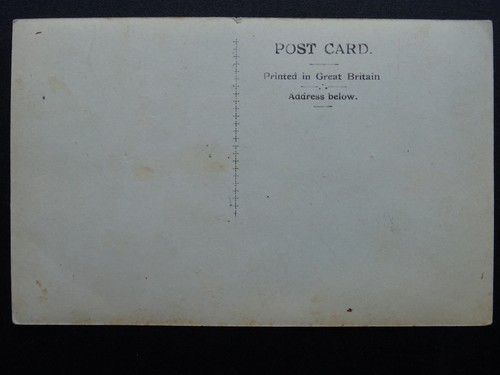 POST CARD.
Printed in Great Britain
Address below.